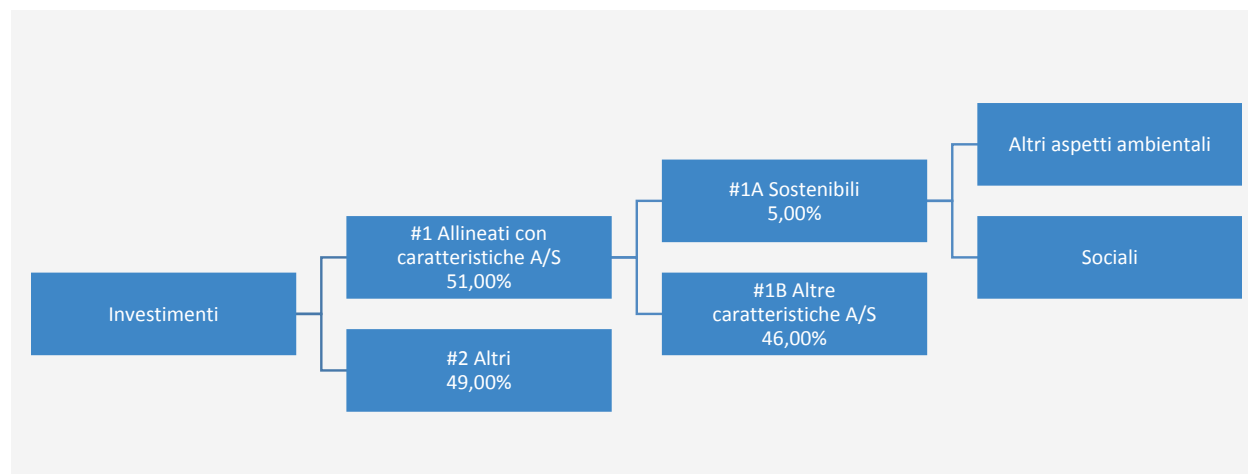 Investimenti
#1 Allineati con
caratteristiche A/S
51,00%
#2 Altri
49,00%
#1A Sostenibili
5,00%
#1B Altre
caratteristiche A/S
46,00%
Altri aspetti ambientali
Sociali